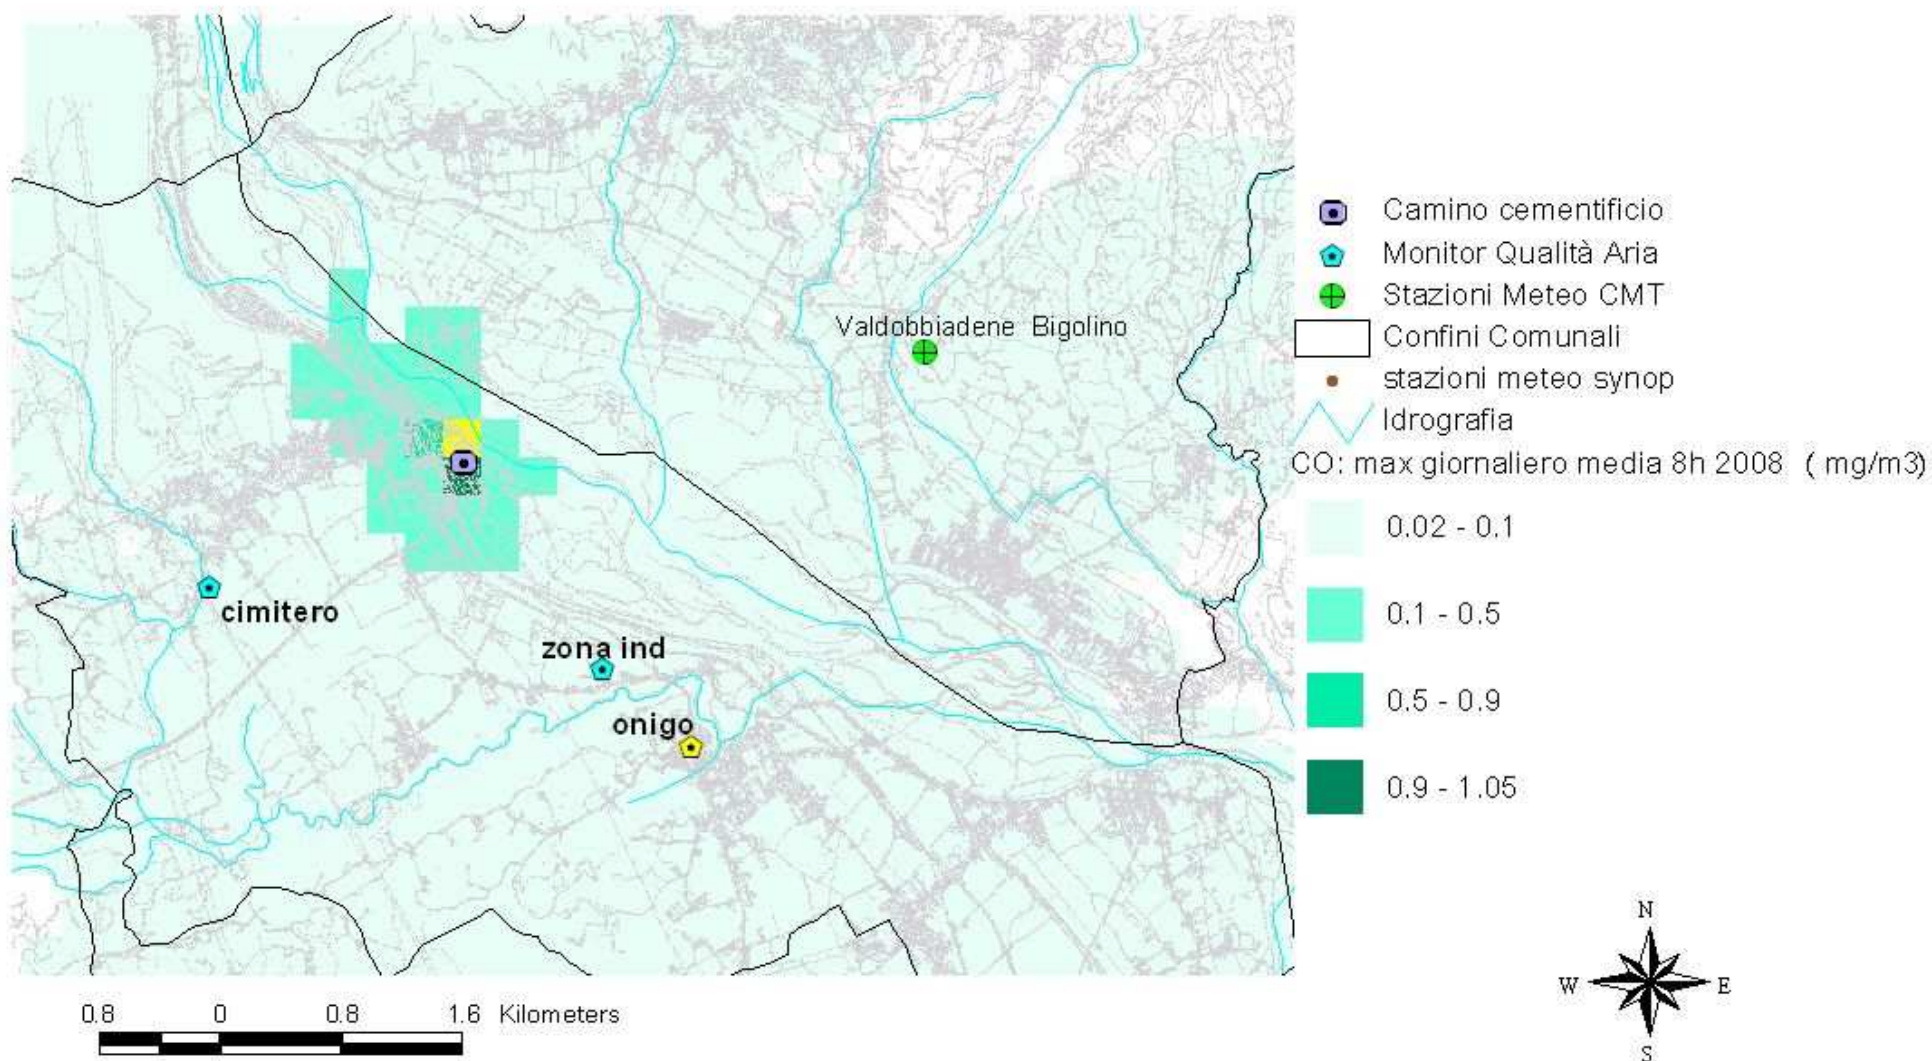 Valdobbiadene Bigolino
cimitero
zona ind
onigo
Camino cementificio
Monitor Qualità Aria
Stazioni Meteo CMT
Confini Comunali
stazioni meteo synop
Idrografia
CO: max giornaliero media 8h 2008 ( mg/m3)
0.02 - 0.1
0.1 - 0.5
0.5 - 0.9
0.9 - 1.05
0.8 0 0.8 1.6 Kilometers
N
W E
S